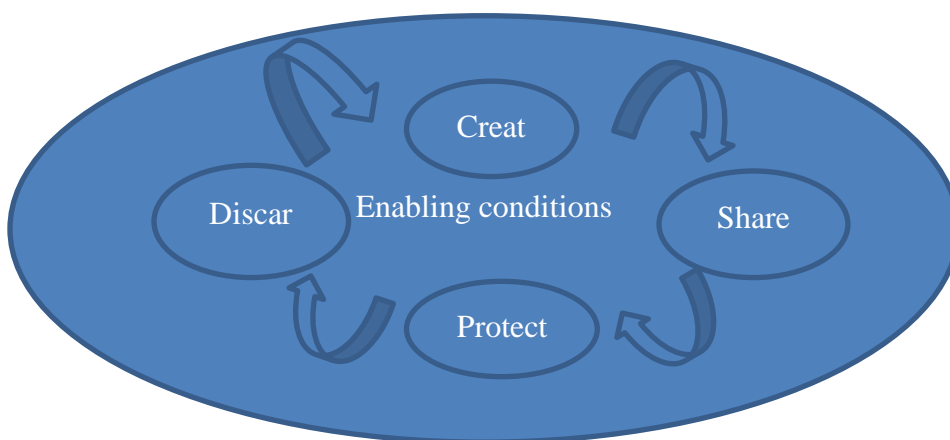 Creat
Discar
Enabling conditions
Share
Protect